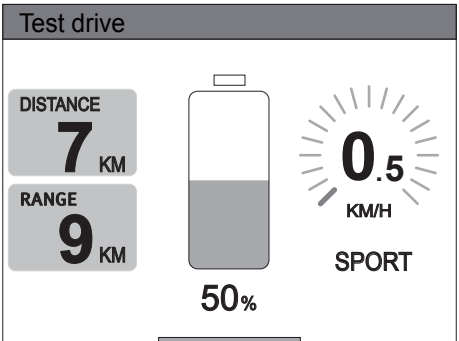 Test drive
DISTANCE
7 KM
RANGE
9 KM
50%
0.5
KM/H
SPORT